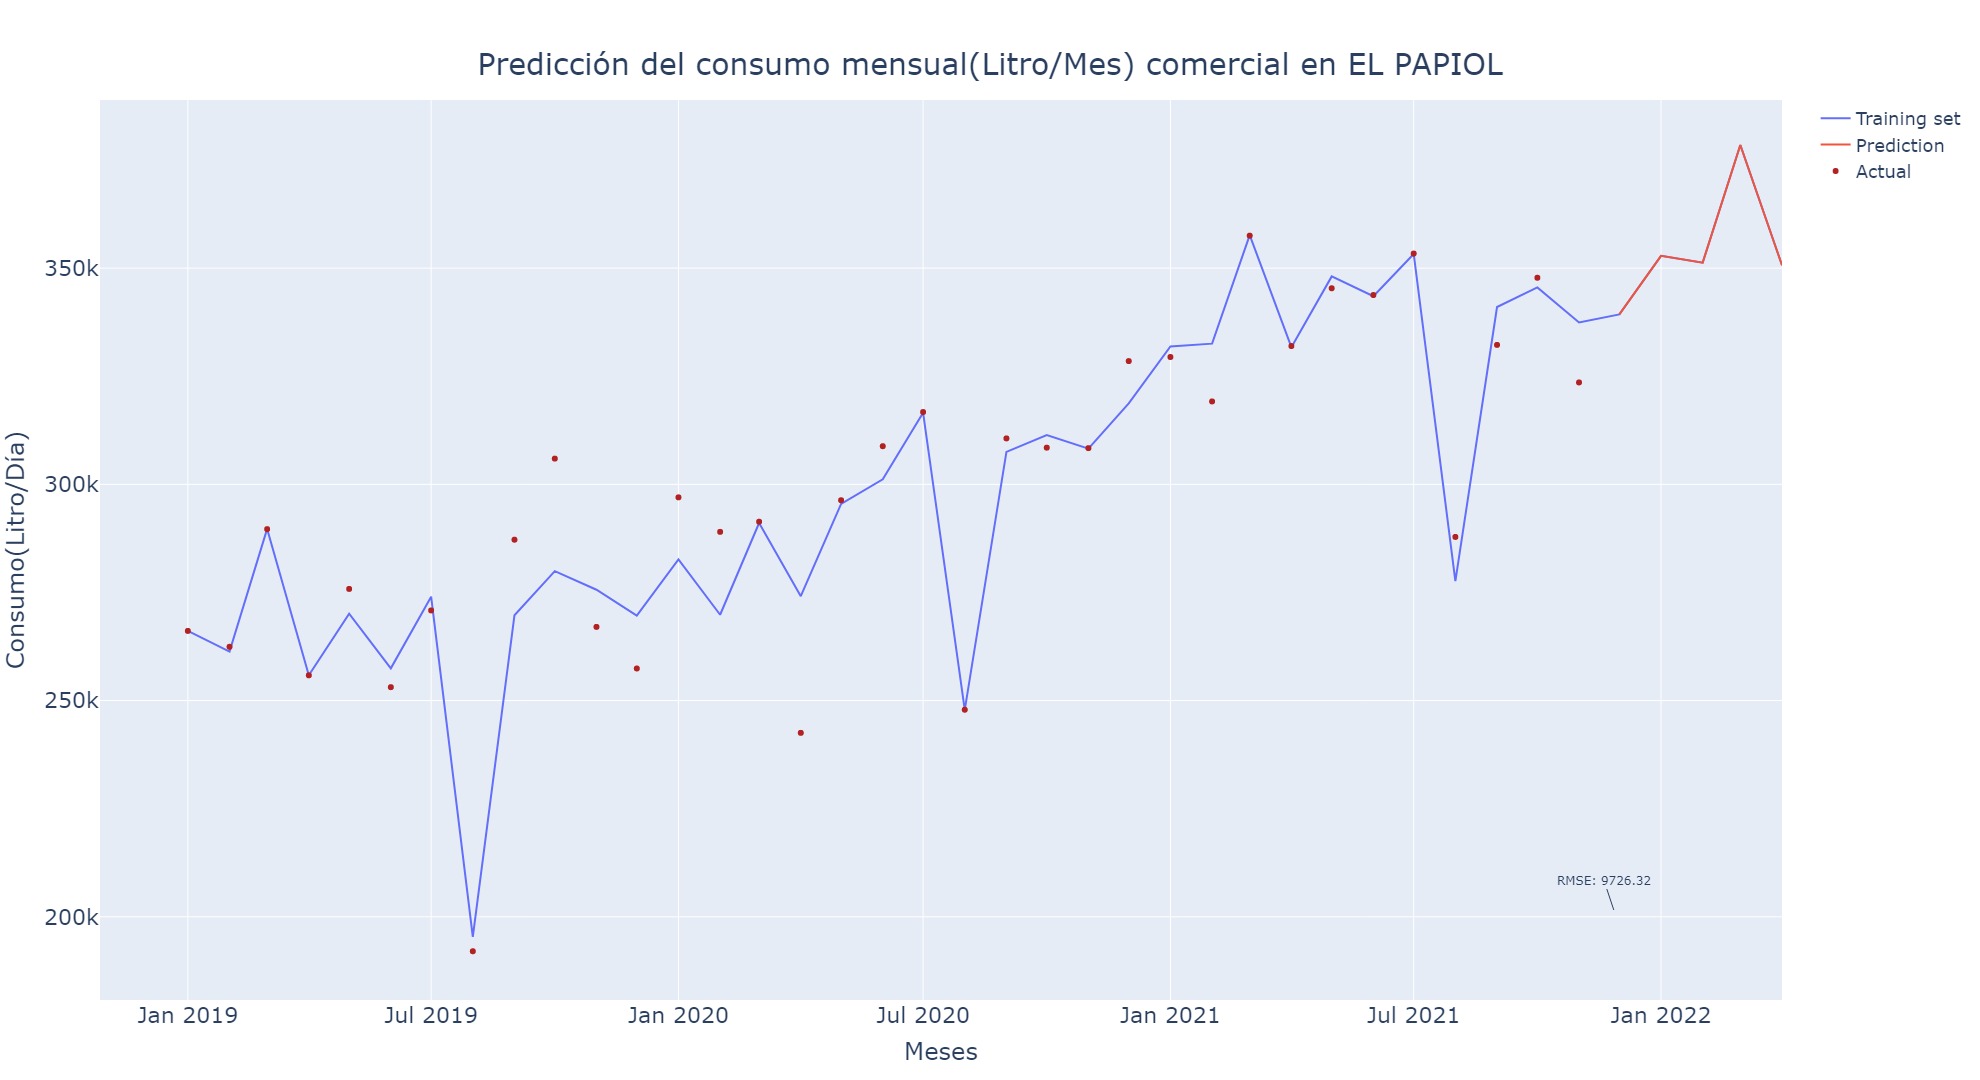 Predicción del consumo mensual(Litro/Mes) comercial en EL PAPIOL
Training set
Prediction
Actual
Consumo(Litro/Día)
350k
300k
250k
200k
RMSE: 9726.32
Jan 2019
Jul 2019
Jan 2020
Jul 2020
Jan 2021
Jul 2021
Jan 2022
Meses